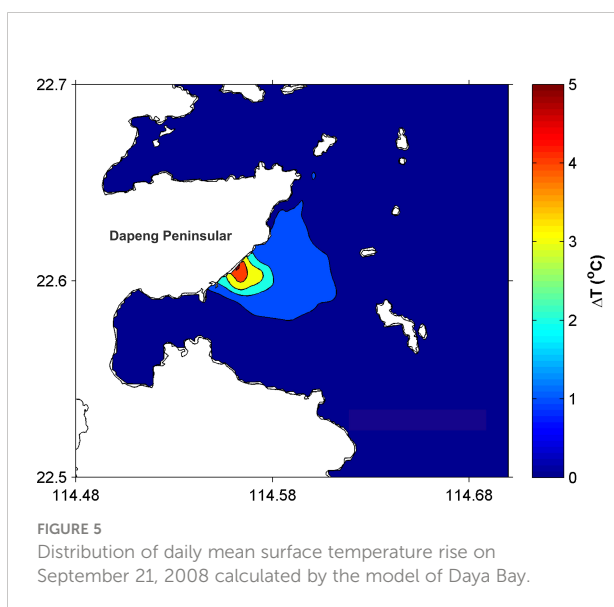 22.7
22.6
22.5
114.48
114.58
114.68
Dapeng Peninsular
5
4
3
2
1
0
ΔT (°C)
FIGURE 5
Distribution of daily mean surface temperature rise on
September 21, 2008 calculated by the model of Daya Bay.